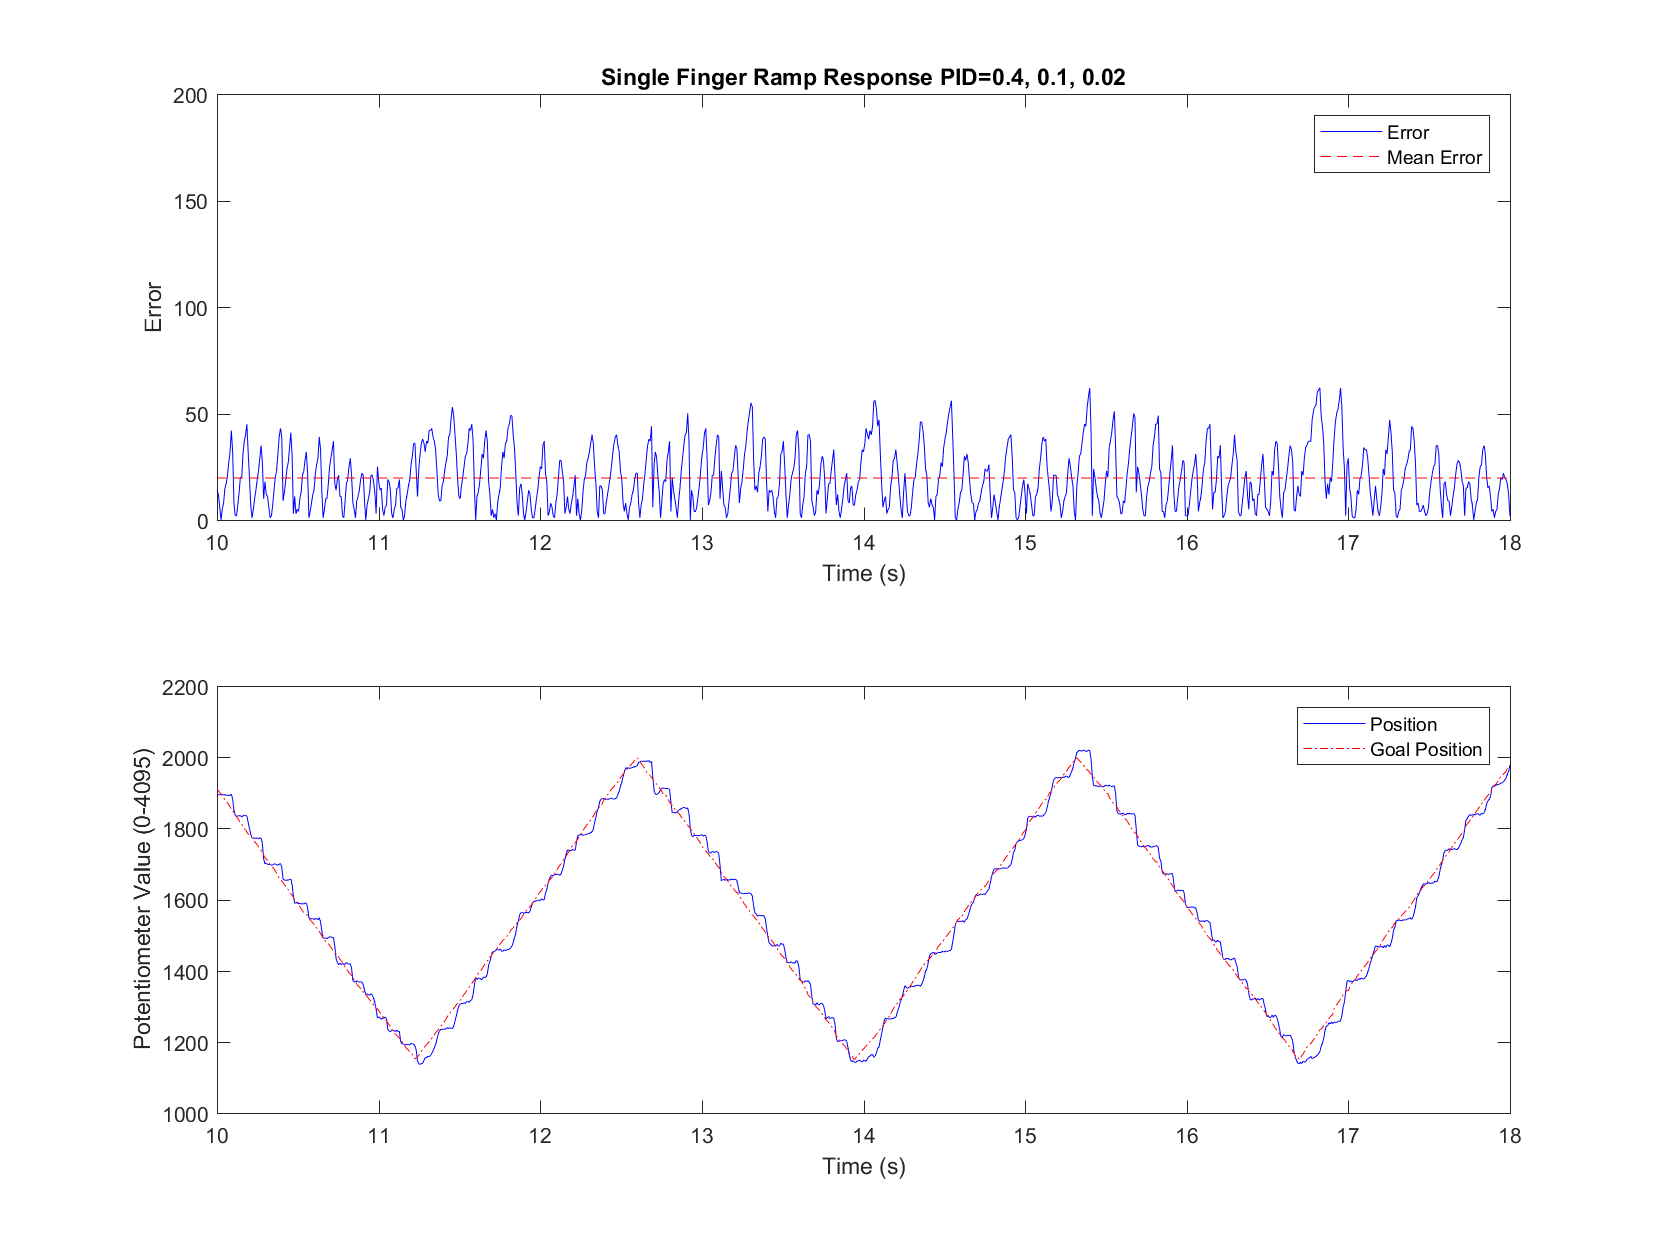 Single Finger Ramp Response PID=0.4, 0.1, 0.02
200
150
100
50
0
Error
Error
Mean Error
10 11 12 13 14 15 16 17 18
Time (s)
2200
2000
1800
1600
1400
1200
1000
Potentiometer Value (0-4095)
Position
Goal Position
10 11 12 13 14 15 16 17 18
Time (s)